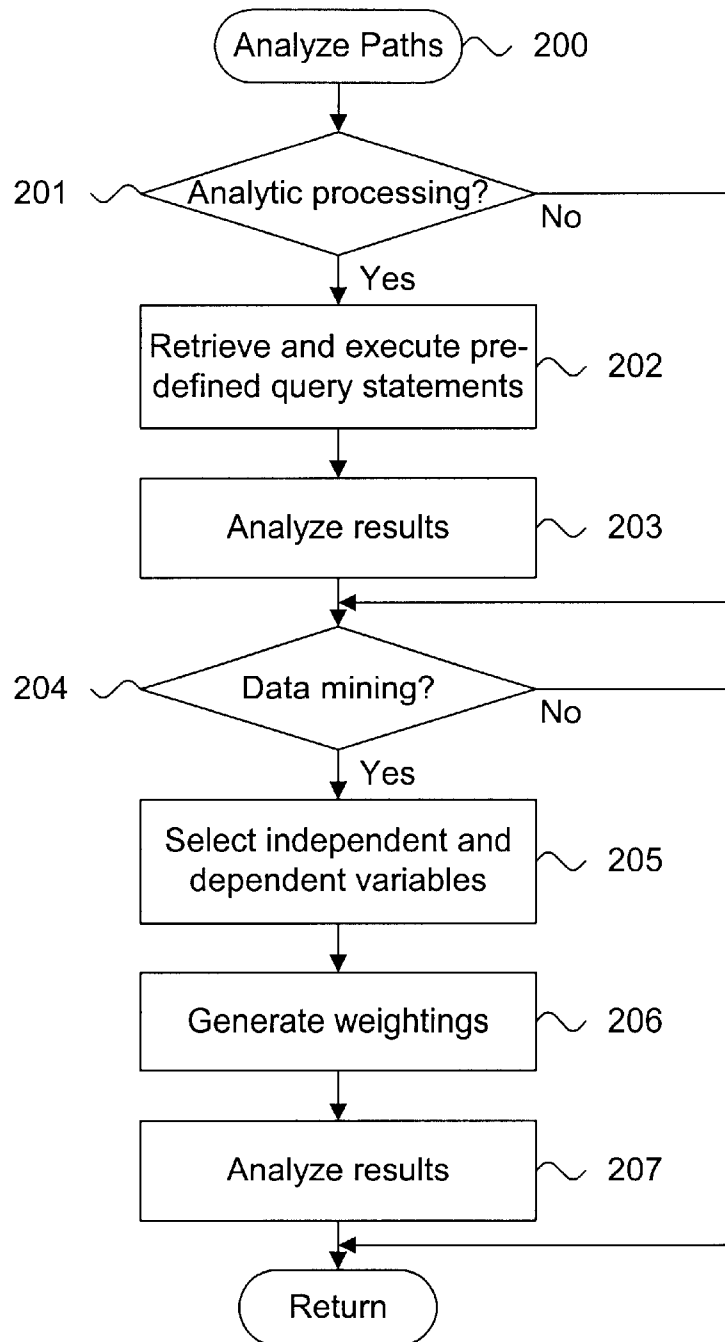 Analyze Paths
200
201
Analytic processing?
No
Yes
Retrieve and execute pre-
defined query statements
202
Analyze results
203
204
Data mining?
No
Yes
Select independent and
dependent variables
205
Generate weightings
206
Analyze results
207
Return